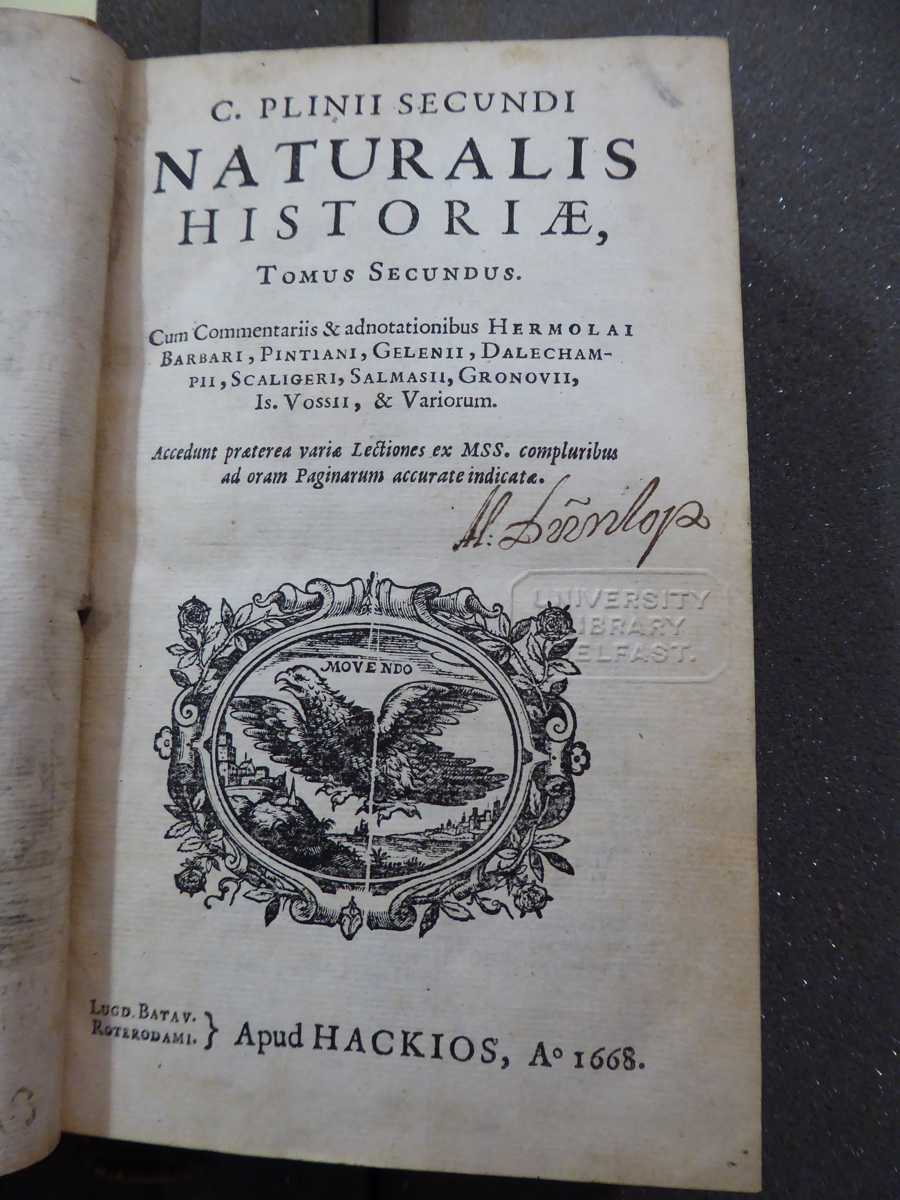 C. PLINII SECUNDI
NATURALIS
HISTORIÆ,
TOMUS SECUNDUS.
Cum Commentariis & adnotationibus HERMOLAI
BARBARI, PINTIANI, GELENII, DALECHAM-
PII, SCALIGERI, SALMASII, GRONOVII,
Is. VOSSII, & Variorum.
Accedunt præterea variæ Lectiones ex MSS. compluribus
ad oram Paginarum accurate indicatæ.
Al: Dũnlop
UNIVERSITY
LIBRARY
BELFAST.
MOVENDO
LUGD. BATAV.
ROTERODAMI. } Apud HACKIOS, Aº 1668.